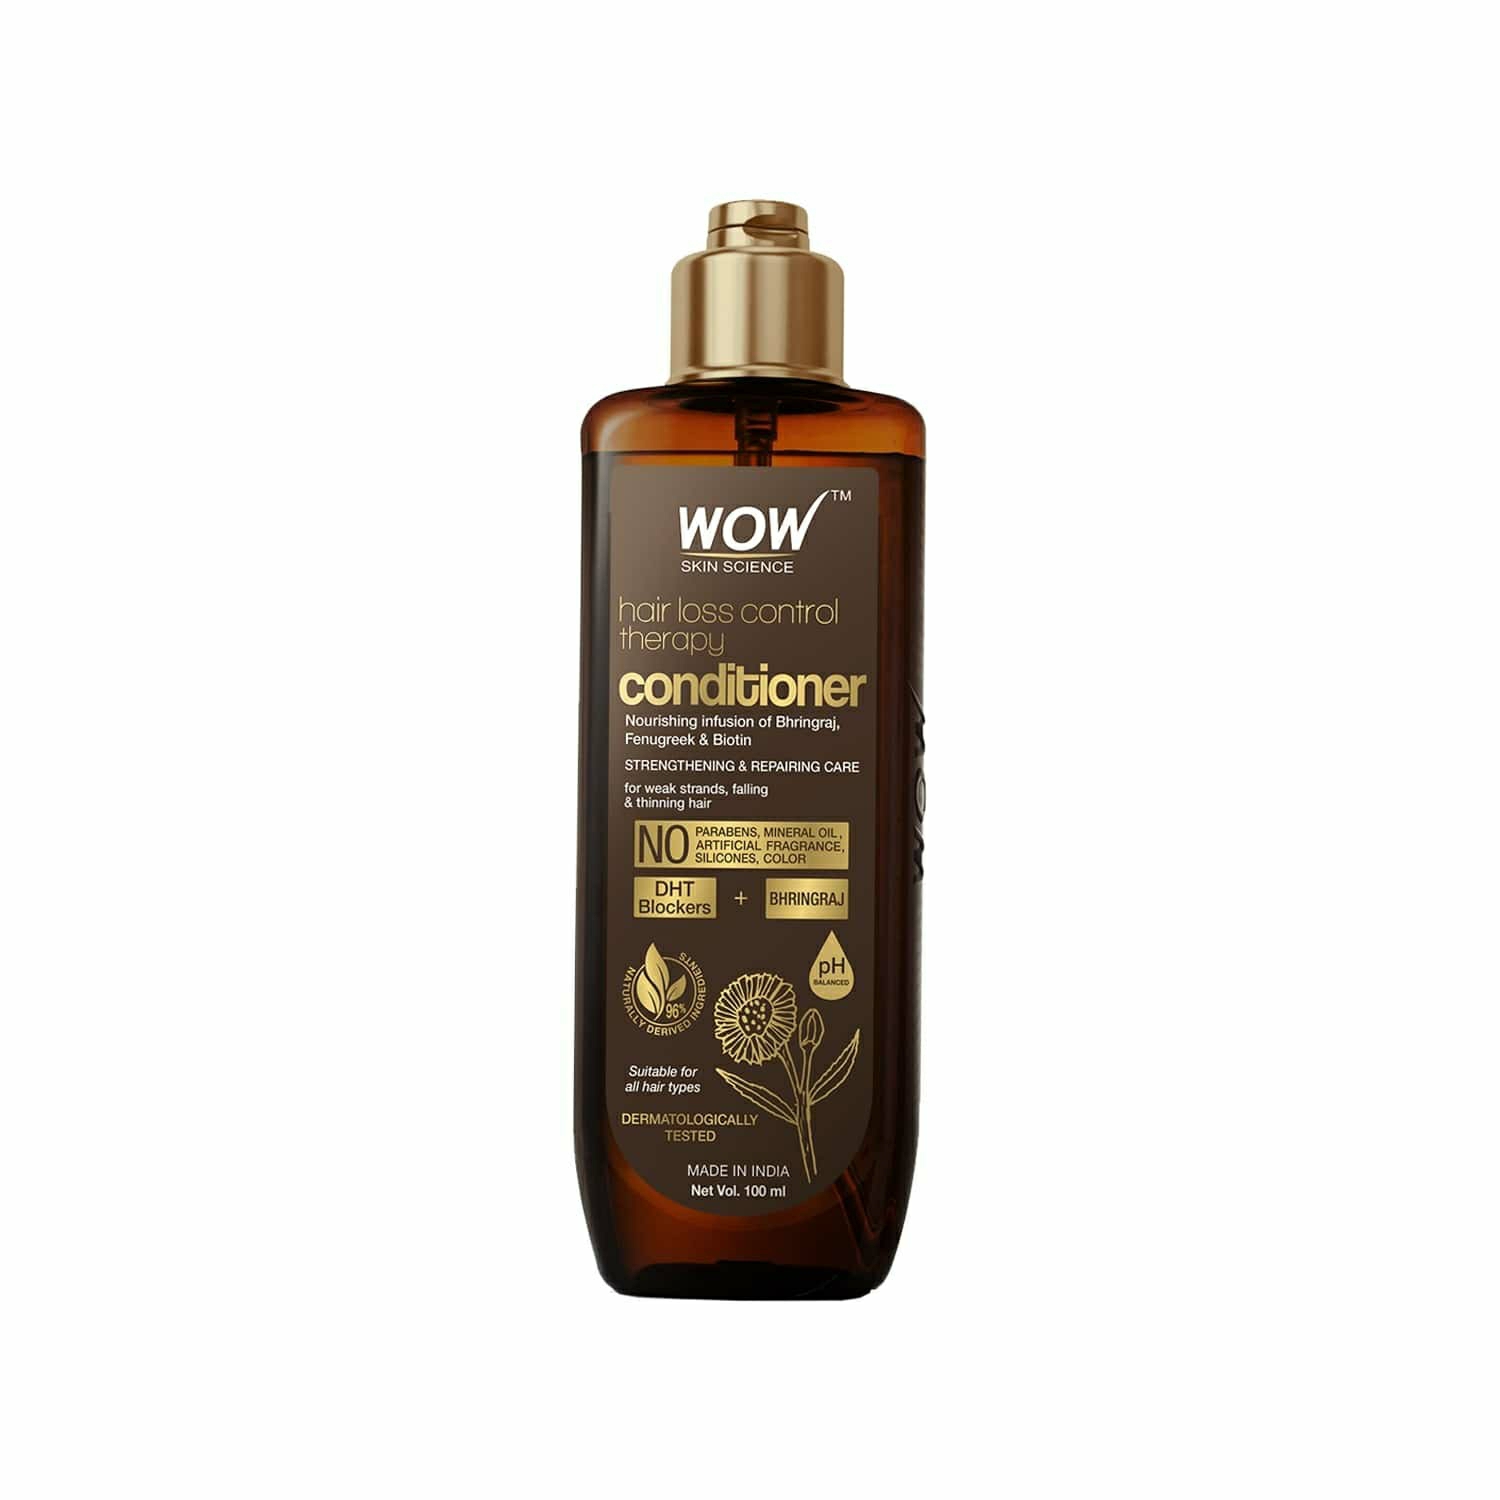 WOW™
SKIN SCIENCE
hair loss control
therapy
conditioner
Nourishing infusion of Bhringraj,
Fenugreek & Biotin
STRENGTHENING & REPAIRING CARE
for weak strands, falling
& thinning hair
NO
PARABENS, MINERAL OIL,
ARTIFICIAL FRAGRANCE,
SILICONES, COLOR
DHT
Blockers
+
BHRINGRAJ
pH
BALANCED
96%
NATURALLY DERIVED INGREDIENTS
Suitable for
all hair types
DERMATOLOGICALLY
TESTED
MADE IN INDIA
Net Vol. 100 ml
WOW